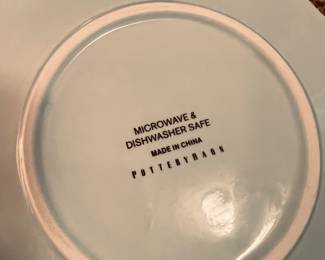 MICROWAVE &
DISHWASHER SAFE
MADE IN CHINA
POTTERYBARN